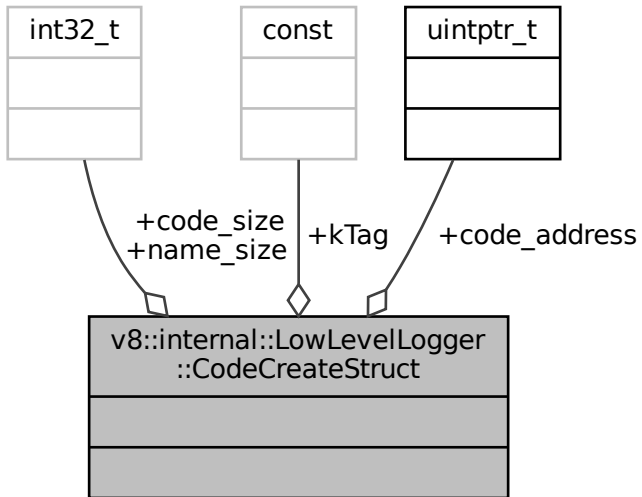 int32_t
const
uintptr_t
+code_size
+name_size
+kTag
+code_address
v8::internal::LowLevelLogger
::CodeCreateStruct